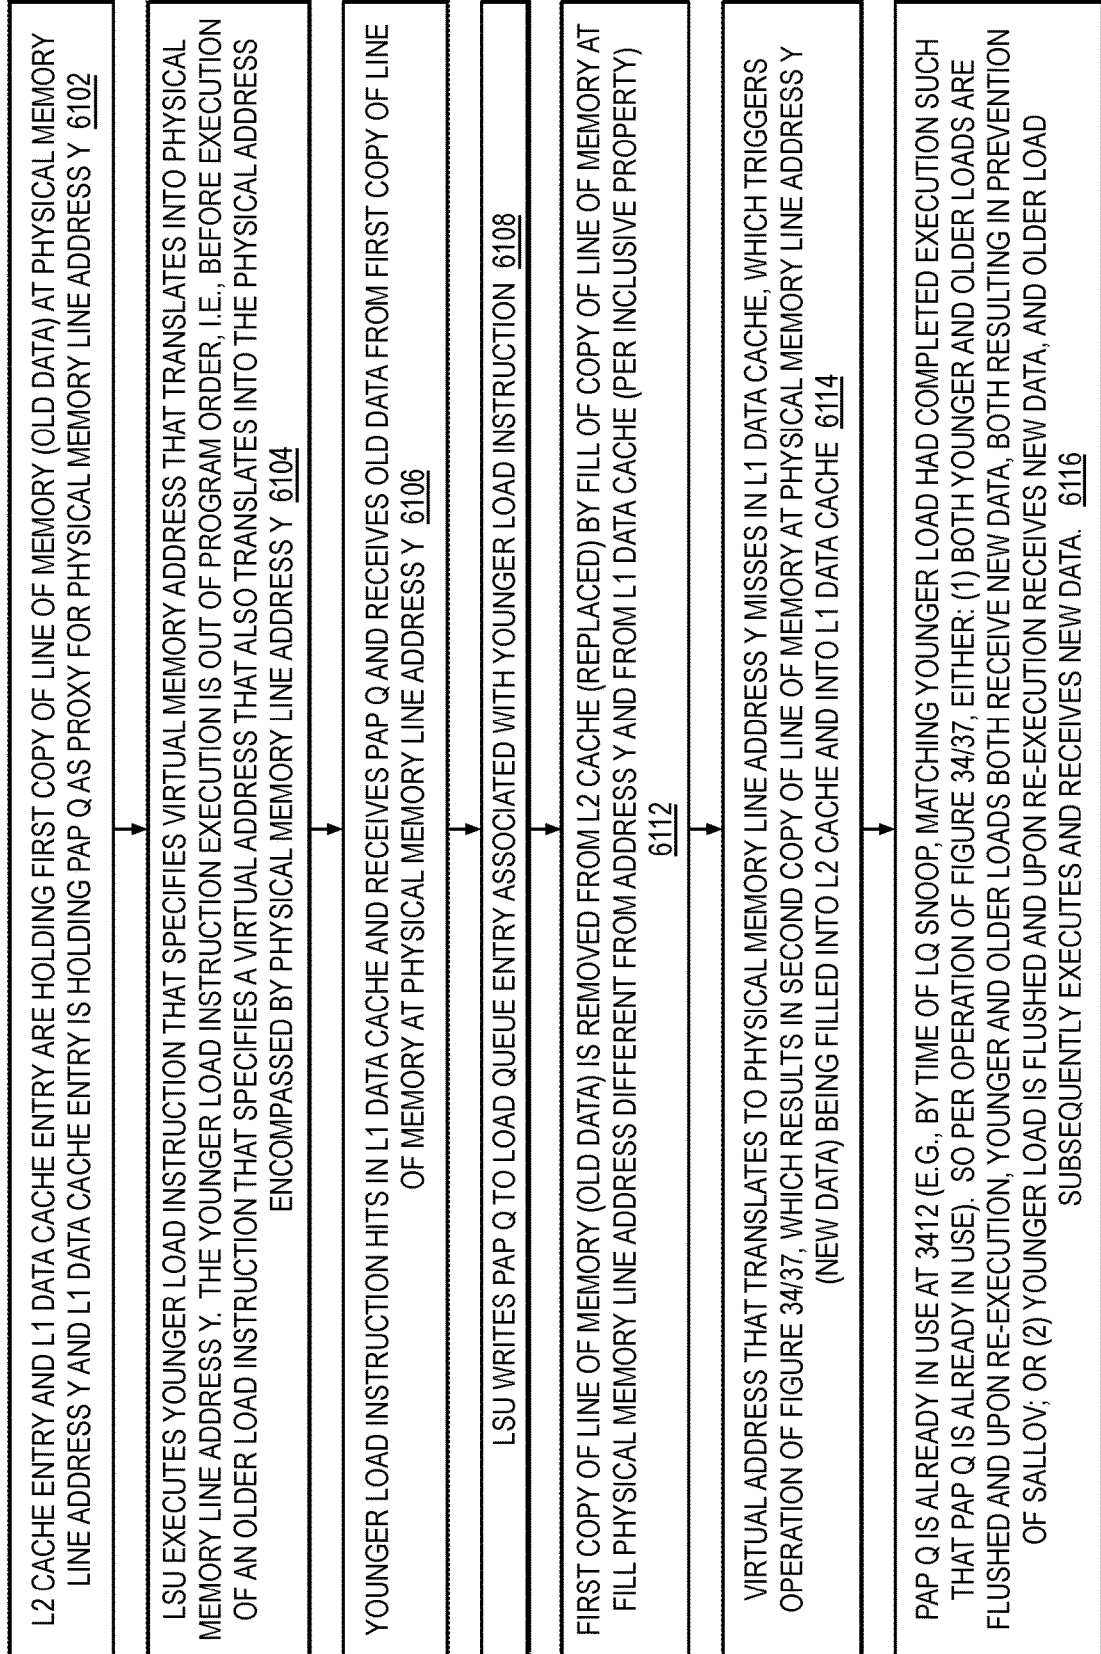 L2 CACHE ENTRY AND L1 DATA CACHE ENTRY ARE HOLDING FIRST COPY OF LINE OF MEMORY (OLD DATA) AT PHYSICAL MEMORY
LINE ADDRESS Y AND L1 DATA CACHE ENTRY IS HOLDING PAP Q AS PROXY FOR PHYSICAL MEMORY LINE ADDRESS Y 6102
LSU EXECUTES YOUNGER LOAD INSTRUCTION THAT SPECIFIES VIRTUAL MEMORY ADDRESS THAT TRANSLATES INTO PHYSICAL
MEMORY LINE ADDRESS Y. THE YOUNGER LOAD INSTRUCTION EXECUTION IS OUT OF PROGRAM ORDER, I.E., BEFORE EXECUTION
OF AN OLDER LOAD INSTRUCTION THAT SPECIFIES A VIRTUAL ADDRESS THAT ALSO TRANSLATES INTO THE PHYSICAL ADDRESS
ENCOMPASSED BY PHYSICAL MEMORY LINE ADDRESS Y 6104
YOUNGER LOAD INSTRUCTION HITS IN L1 DATA CACHE AND RECEIVES PAP Q AND RECEIVES OLD DATA FROM FIRST COPY OF LINE
OF MEMORY AT PHYSICAL MEMORY LINE ADDRESS Y 6106
LSU WRITES PAP Q TO LOAD QUEUE ENTRY ASSOCIATED WITH YOUNGER LOAD INSTRUCTION 6108
FIRST COPY OF LINE OF MEMORY (OLD DATA) IS REMOVED FROM L2 CACHE (REPLACED) BY FILL OF COPY OF LINE OF MEMORY AT
FILL PHYSICAL MEMORY LINE ADDRESS DIFFERENT FROM ADDRESS Y AND FROM L1 DATA CACHE (PER INCLUSIVE PROPERTY)
6112
VIRTUAL ADDRESS THAT TRANSLATES TO PHYSICAL MEMORY LINE ADDRESS Y MISSES IN L1 DATA CACHE, WHICH TRIGGERS
OPERATION OF FIGURE 34/37, WHICH RESULTS IN SECOND COPY OF LINE OF MEMORY AT PHYSICAL MEMORY LINE ADDRESS Y
(NEW DATA) BEING FILLED INTO L2 CACHE AND INTO L1 DATA CACHE 6114
PAP Q IS ALREADY IN USE AT 3412 (E.G., BY TIME OF LQ SNOOP, MATCHING YOUNGER LOAD HAD COMPLETED EXECUTION SUCH
THAT PAP Q IS ALREADY IN USE). SO PER OPERATION OF FIGURE 34/37, EITHER: (1) BOTH YOUNGER AND OLDER LOADS ARE
FLUSHED AND UPON RE-EXECUTION, YOUNGER AND OLDER LOADS BOTH RECEIVE NEW DATA, BOTH RESULTING IN PREVENTION
OF SALLOV; OR (2) YOUNGER LOAD IS FLUSHED AND UPON RE-EXECUTION RECEIVES NEW DATA, AND OLDER LOAD
SUBSEQUENTLY EXECUTES AND RECEIVES NEW DATA. 6116